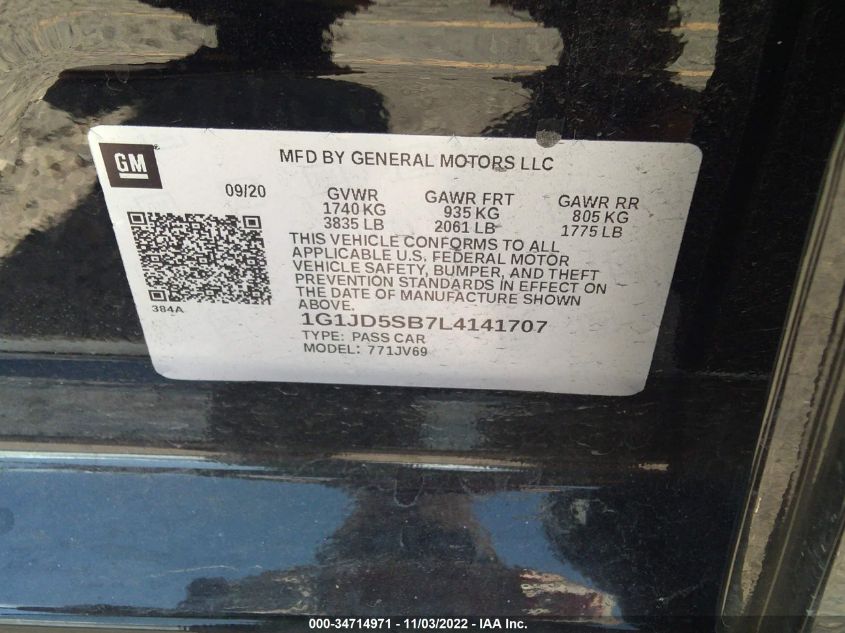 GM
MFD BY GENERAL MOTORS LLC
09/20
GVWR
1740 KG
3835 LB
GAWR FRT
935 KG
2061 LB
GAWR RR
805 KG
1775 LB
THIS VEHICLE CONFORMS TO ALL
APPLICABLE U.S. FEDERAL MOTOR
VEHICLE SAFETY, BUMPER, AND THEFT
PREVENTION STANDARDS IN EFFECT ON
THE DATE OF MANUFACTURE SHOWN
ABOVE.
384A
1G1JD5SB7L4141707
TYPE: PASS CAR
MODEL: 771JV69
000-34714971 - 11/03/2022 - IAA Inc.